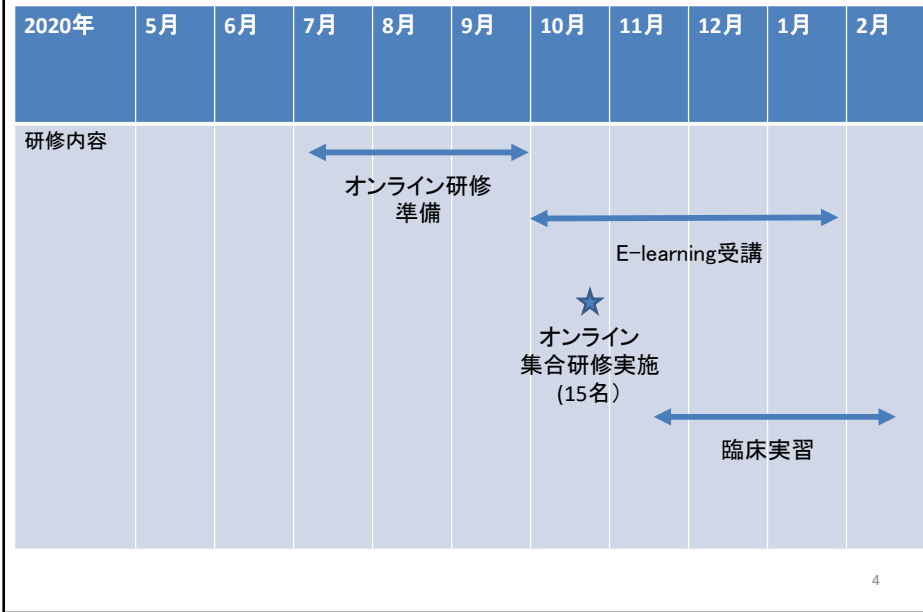 2020年 5月 6月 7月 8月 9月 10月 11月 12月 1月 2月
研修内容
オンライン研修
準備
E-learning受講
オンライン
集合研修実施
(15名）
臨床実習
4